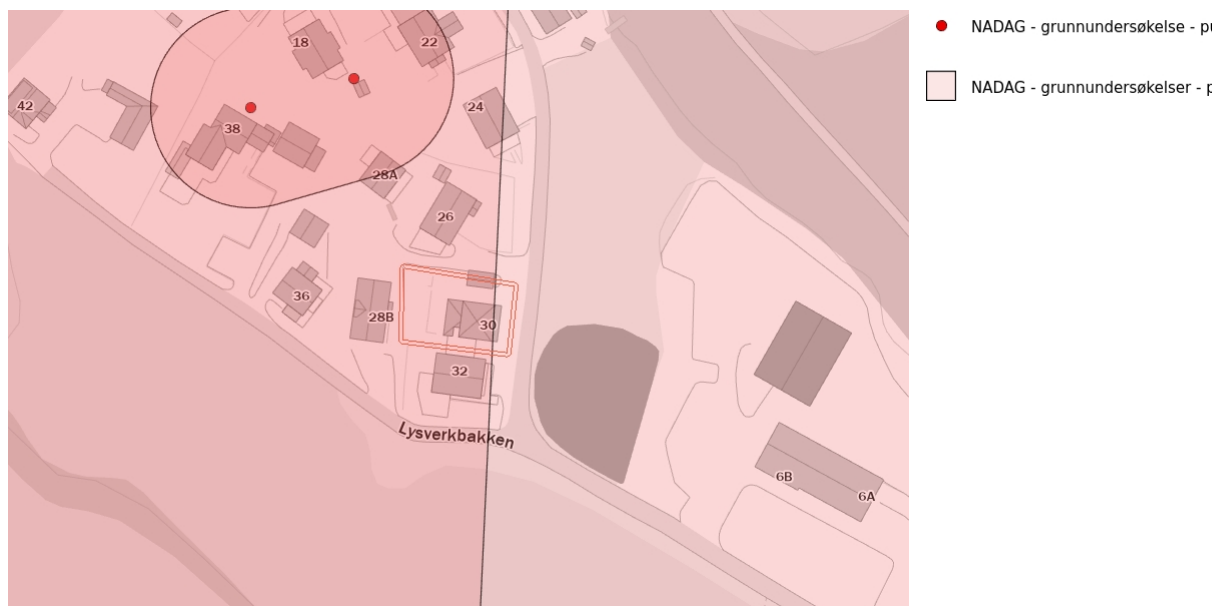 18
22
NADAG - grunnundersøkelse - pu
42
24
NADAG - grunnundersøkelser - p
38
28A
26
36
28B
30
32
Lysverkbakken
6B
6A